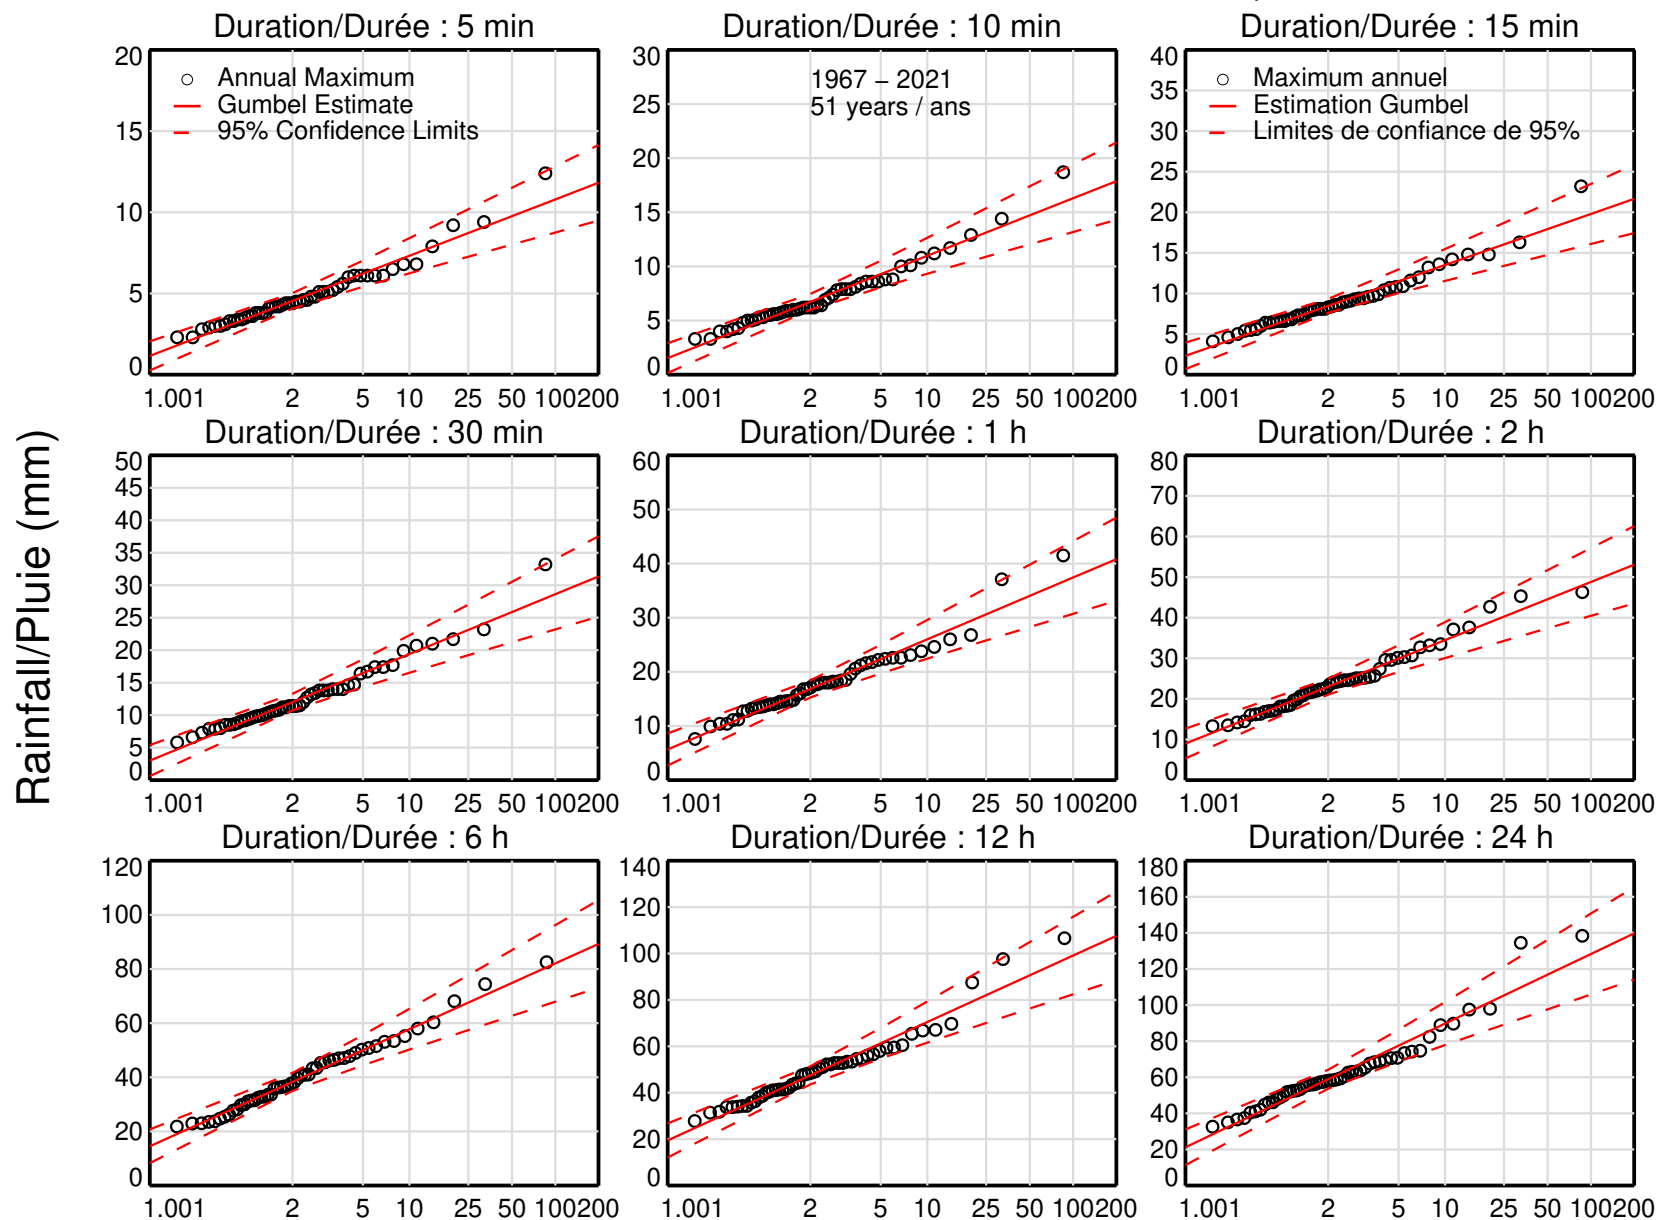 Duration/Durée : 5 min
20
15
10
5
0
Annual Maximum
Gumbel Estimate
95% Confidence Limits
1.001 2 5 10 25 50 100 200
Duration/Durée : 10 min
30
25
20
15
10
5
0
1967 – 2021
51 years / ans
1.001 2 5 10 25 50 100 200
Duration/Durée : 15 min
40
35
30
25
20
15
10
5
0
Maximum annuel
Estimation Gumbel
Limites de confiance de 95%
1.001 2 5 10 25 50 100 200
Rainfall/Pluie (mm)
Duration/Durée : 30 min
50
45
40
35
30
25
20
15
10
5
0
1.001 2 5 10 25 50 100 200
Duration/Durée : 1 h
60
50
40
30
20
10
0
1.001 2 5 10 25 50 100 200
Duration/Durée : 2 h
80
70
60
50
40
30
20
10
0
1.001 2 5 10 25 50 100 200
Duration/Durée : 6 h
120
100
80
60
40
20
0
1.001 2 5 10 25 50 100 200
Duration/Durée : 12 h
140
120
100
80
60
40
20
0
1.001 2 5 10 25 50 100 200
Duration/Durée : 24 h
180
160
140
120
100
80
60
40
20
0
1.001 2 5 10 25 50 100 200